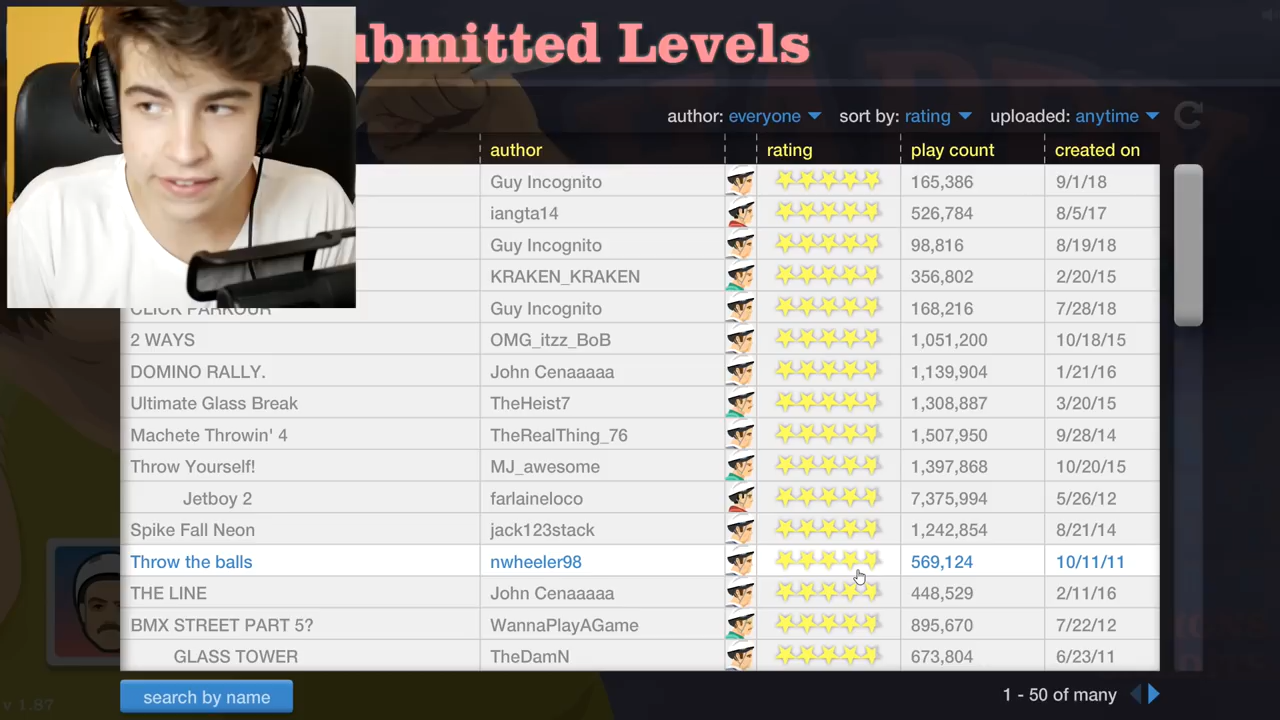 ubmitted Levels
author: everyone sort by: rating uploaded: anytime
author rating play count created on
Guy Incognito 165,386 9/1/18
iangta14 526,784 8/5/17
Guy Incognito 98,816 8/19/18
KRAKEN_KRAKEN 356,802 2/20/15
CLICK PARKOUR Guy Incognito 168,216 7/28/18
2 WAYS OMG_itzz_BoB 1,051,200 10/18/15
DOMINO RALLY. John Cenaaaaa 1,139,904 1/21/16
Ultimate Glass Break TheHeist7 1,308,887 3/20/15
Machete Throwin' 4 TheRealThing_76 1,507,950 9/28/14
Throw Yourself! MJ_awesome 1,397,868 10/20/15
Jetboy 2 farlaineloco 7,375,994 5/26/12
Spike Fall Neon jack123stack 1,242,854 8/21/14
Throw the balls nwheeler98 569,124 10/11/11
THE LINE John Cenaaaaa 448,529 2/11/16
BMX STREET PART 5? WannaPlayAGame 895,670 7/22/12
GLASS TOWER TheDamN 673,804 6/23/11
search by name 1 - 50 of many
v 1.87